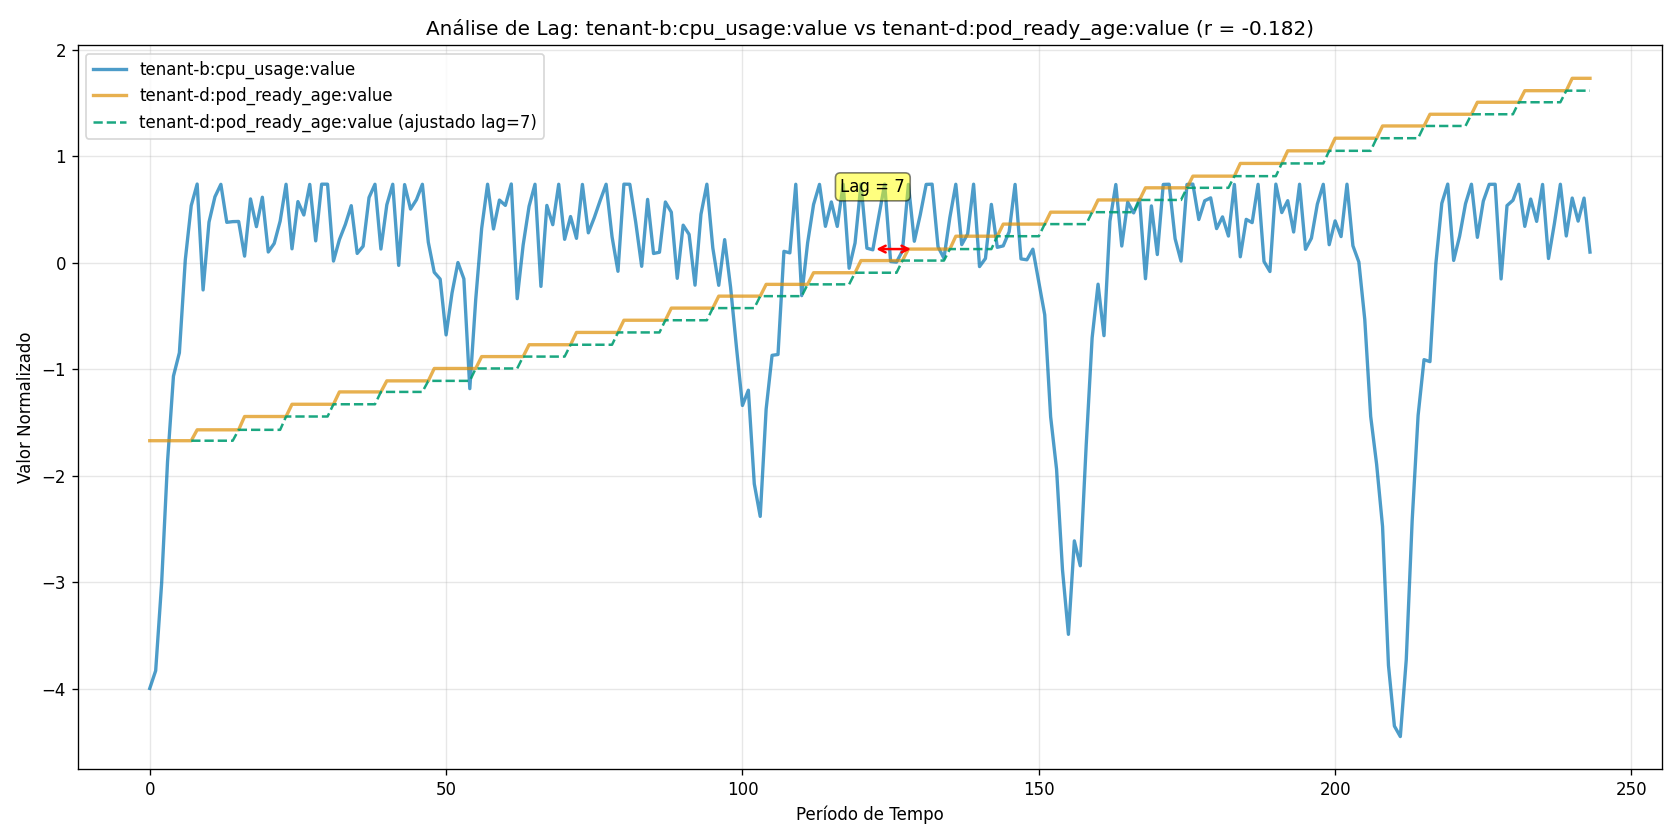 Análise de Lag: tenant-b:cpu_usage:value vs tenant-d:pod_ready_age:value (r = -0.182)
tenant-b:cpu_usage:value
tenant-d:pod_ready_age:value
tenant-d:pod_ready_age:value (ajustado lag=7)
Lag = 7
Valor Normalizado
2
1
0
−1
−2
−3
−4
0 50 100 150 200 250
Período de Tempo